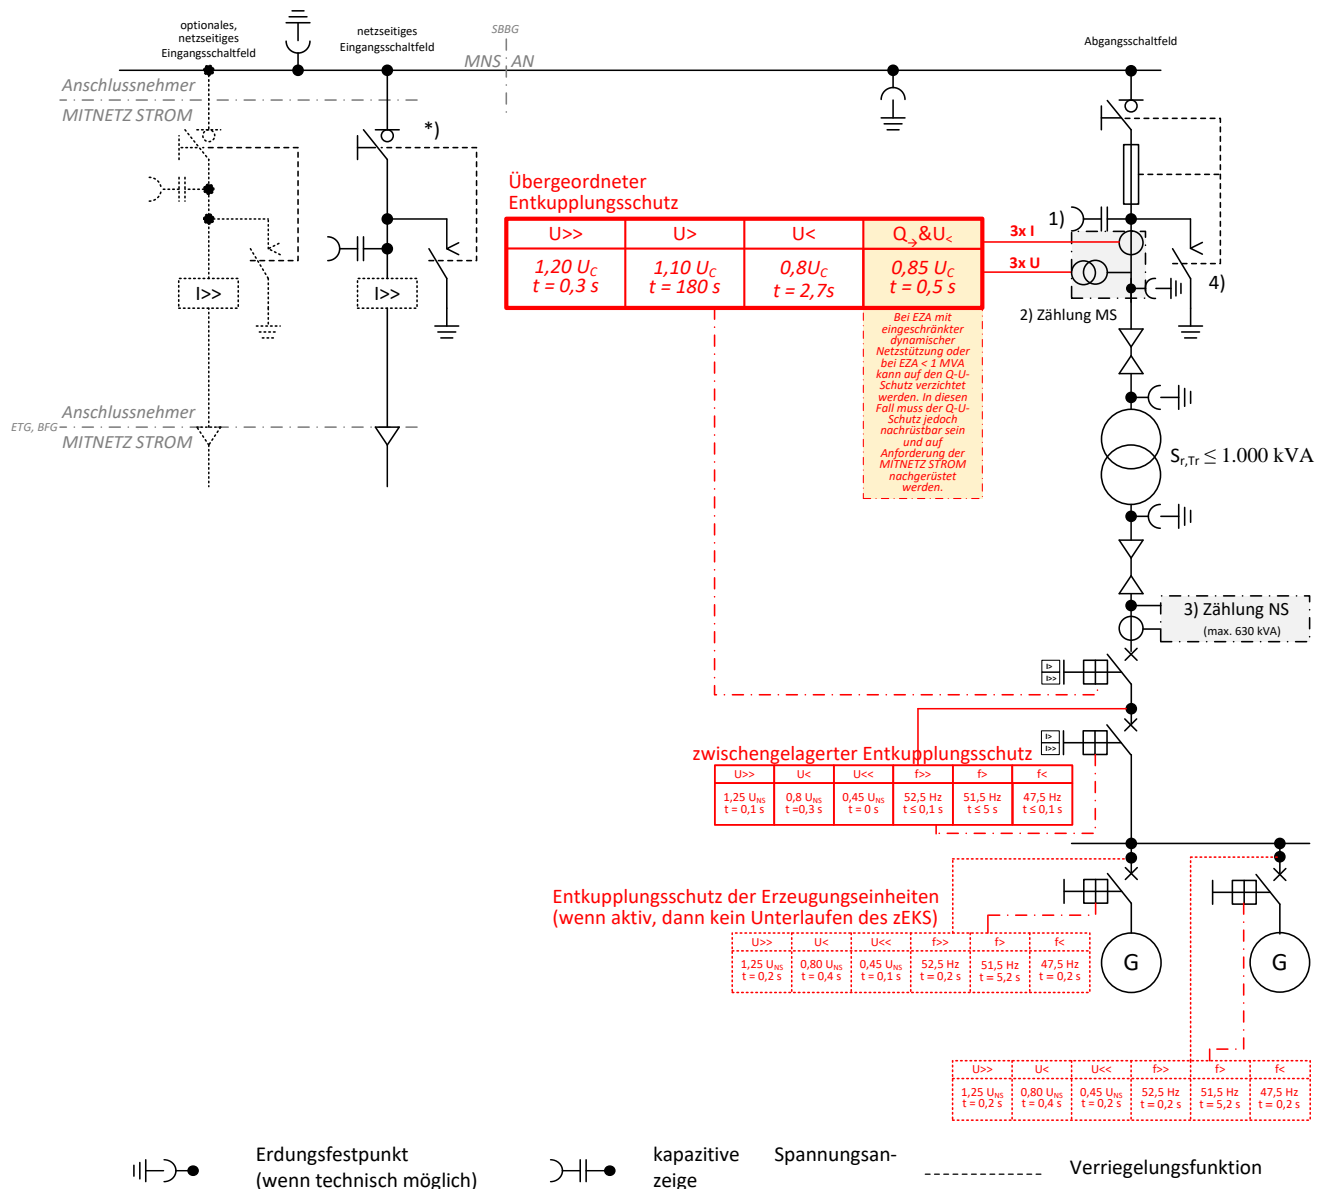 optionales,
netzseitiges
Eingangsschaltfeld
netzseitiges
Eingangsschaltfeld
SBBG
MNS AN
Abgangsschaltfeld
Anschlussnehmer
MITNETZ STROM
*)
I>>
I>>
Anschlussnehmer
ETG, BFG
MITNETZ STROM
Übergeordneter
Entkupplungsschutz
U>> U> U< Q→&U<
1,20 UC 1,10 UC 0,8UC 0,85 UC
t = 0,3 s t = 180 s t = 2,7s t = 0,5 s
Bei EZA mit
eingeschränkter
dynamischer
Netzstützung oder
bei EZA < 1 MVA
kann auf den Q-U-
Schutz verzichtet
werden. In diesen
Fall muss der Q-U-
Schutz jedoch
nachrüstbar sein
und auf
Anforderung der
MITNETZ STROM
nachgerüstet
werden.
3x I
3x U
1)
4)
2) Zählung MS
Sr,Tr ≤ 1.000 kVA
3) Zählung NS
(max. 630 kVA)
I>
I>>
I>
I>>
zwischengelagerter Entkupplungsschutz
U>> U< U<< f>> f> f<
1,25 UNS 0,8 UNS 0,45 UNS 52,5 Hz 51,5 Hz 47,5 Hz
t = 0,1 s t =0,3 s t = 0 s t ≤ 0,1 s t ≤ 5 s t ≤ 0,1 s
Entkupplungsschutz der Erzeugungseinheiten
(wenn aktiv, dann kein Unterlaufen des zEKS)
U>> U< U<< f>> f> f<
1,25 UNS 0,80 UNS 0,45 UNS 52,5 Hz 51,5 Hz 47,5 Hz
t = 0,2 s t = 0,4 s t = 0,1 s t = 0,2 s t = 5,2 s t = 0,2 s
G
G
U>> U< U<< f>> f> f<
1,25 UNS 0,80 UNS 0,45 UNS 52,5 Hz 51,5 Hz 47,5 Hz
t = 0,2 s t = 0,4 s t = 0,2 s t = 0,2 s t = 5,2 s t = 0,2 s
Erdungsfestpunkt
(wenn technisch möglich)
kapazitive Spannungsan-
zeige
Verriegelungsfunktion